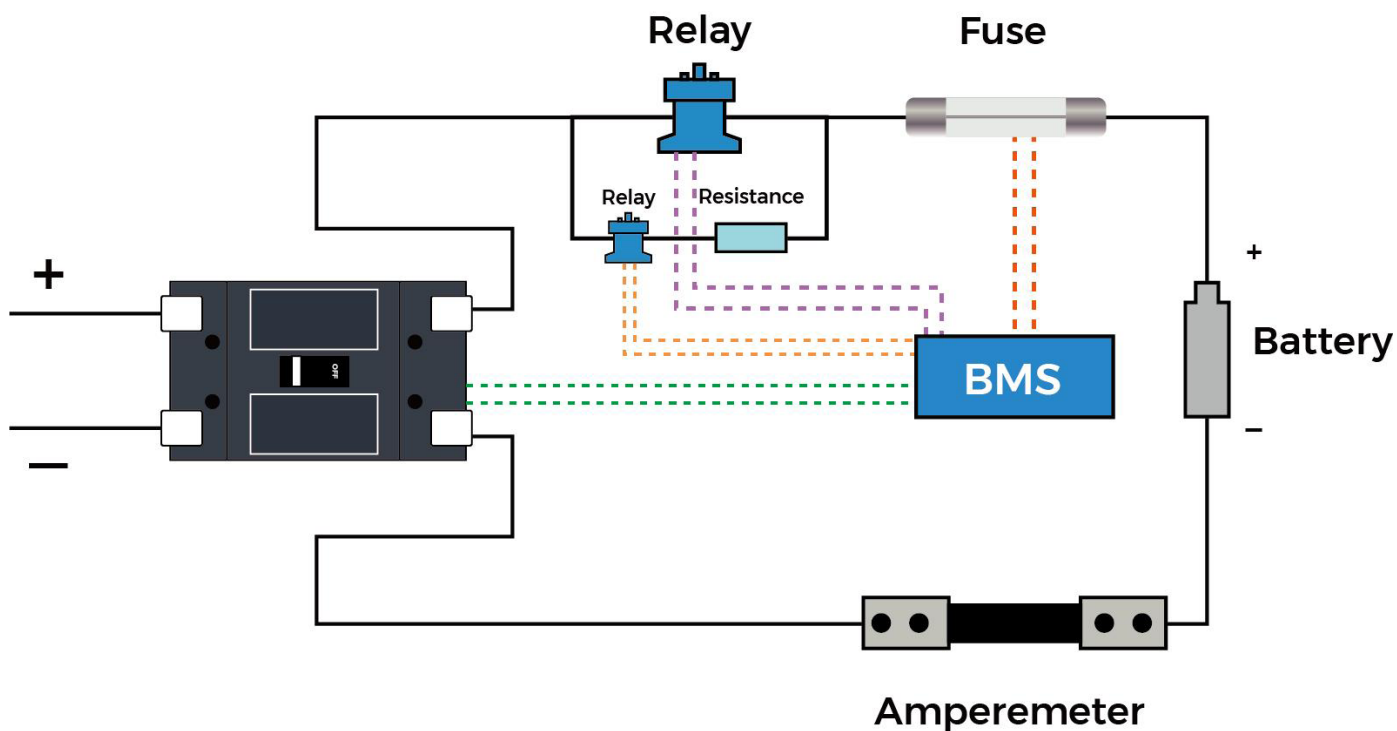 Relay
Fuse
Relay
Resistance
+
+
OFF
BMS
Battery
−
−
Amperemeter